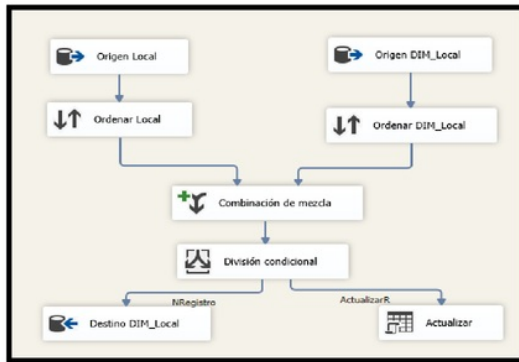 Origen Local
Origen DIM_Local
Ordenar Local
Ordenar DIM_Local
Combinación de mezcla
División condicional
NRegistro
ActualizarR
Destino DIM_Local
Actualizar